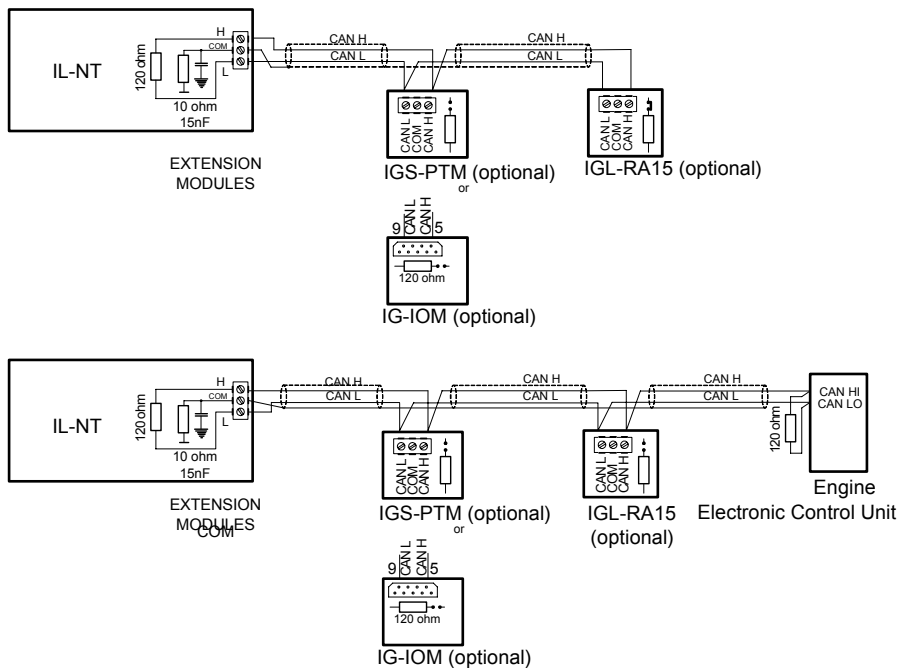 IL-NT
120 ohm
H
COM
L
10 ohm
15nF
CAN H
CAN L
CAN H
CAN L
EXTENSION
MODULES
CAN L
COM
CAN H
IGS-PTM (optional)
or
CAN L
COM
CAN H
IGL-RA15 (optional)
9
CAN L
CAN H
5
120 ohm
IG-IOM (optional)
IL-NT
120 ohm
H
COM
L
10 ohm
15nF
CAN H
CAN L
CAN H
CAN L
CAN H
CAN L
120 ohm
CAN HI
CAN LO
Engine
Electronic Control Unit
EXTENSION
MODULES
COM
CAN L
COM
CAN H
IGS-PTM (optional)
or
CAN L
COM
CAN H
IGL-RA15
(optional)
9
CAN L
CAN H
5
120 ohm
IG-IOM (optional)